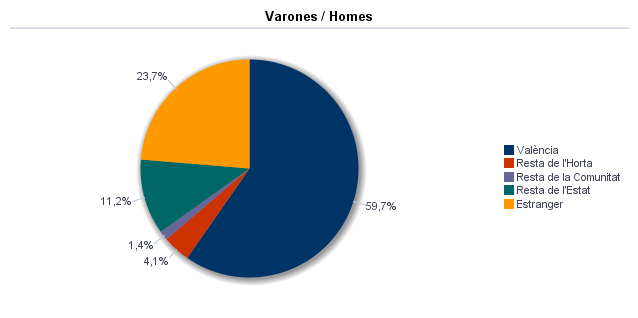 Varones / Homes
23,7%
11,2%
1,4%
4,1%
59,7%
València
Resta de l'Horta
Resta de la Comunitat
Resta de l'Estat
Estranger